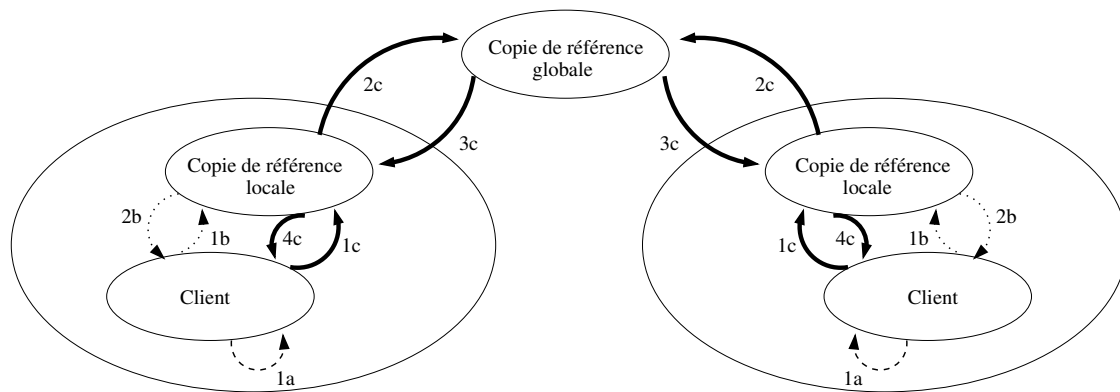 Copie de référence
globale
2c
2c
3c
3c
Copie de référence
locale
Copie de référence
locale
2b
1b
4c
1c
1c
4c
1b
2b
Client
Client
1a
1a